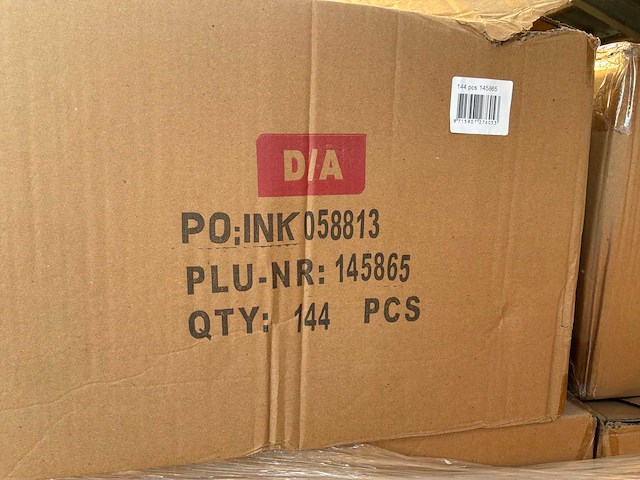 144 pcs 145865
D/A
PO;INK 058813
PLU-NR: 145865
QTY: 144 PCS